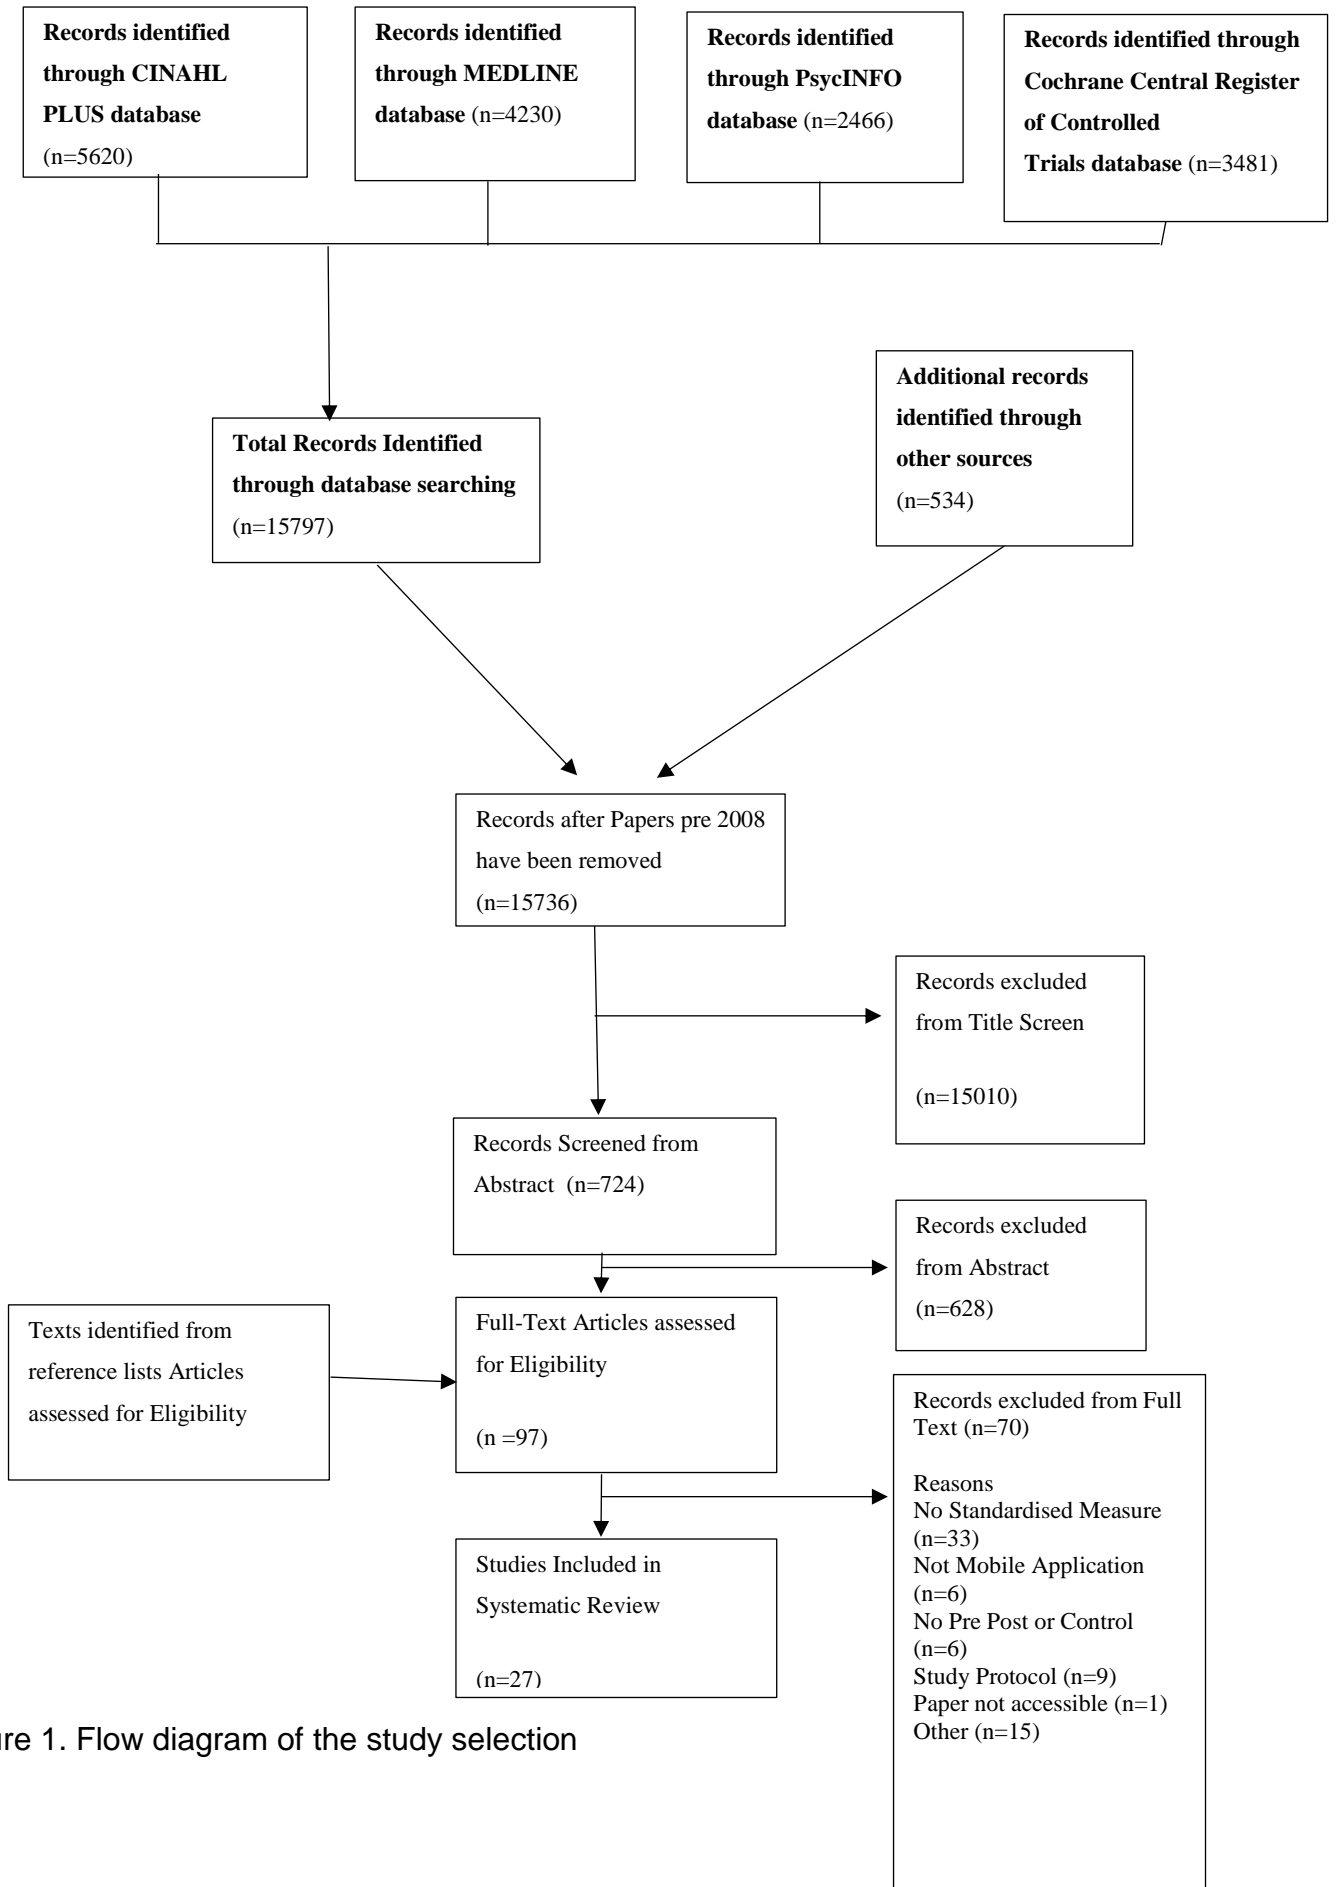 Records identified
through CINAHL
PLUS database
(n=5620)
Records identified
through MEDLINE
database (n=4230)
Records identified
through PsycINFO
database (n=2466)
Records identified through
Cochrane Central Register
of Controlled
Trials database (n=3481)
Total Records Identified
through database searching
(n=15797)
Additional records
identified through
other sources
(n=534)
Records after Papers pre 2008
have been removed
(n=15736)
Records excluded
from Title Screen
(n=15010)
Records Screened from
Abstract (n=724)
Records excluded
from Abstract
(n=628)
Texts identified from
reference lists Articles
assessed for Eligibility
Full-Text Articles assessed
for Eligibility
(n =97)
Records excluded from Full
Text (n=70)
Reasons
No Standardised Measure
(n=33)
Not Mobile Application
(n=6)
No Pre Post or Control
(n=6)
Study Protocol (n=9)
Paper not accessible (n=1)
Other (n=15)
Studies Included in
Systematic Review
(n=27)
re 1. Flow diagram of the study selection